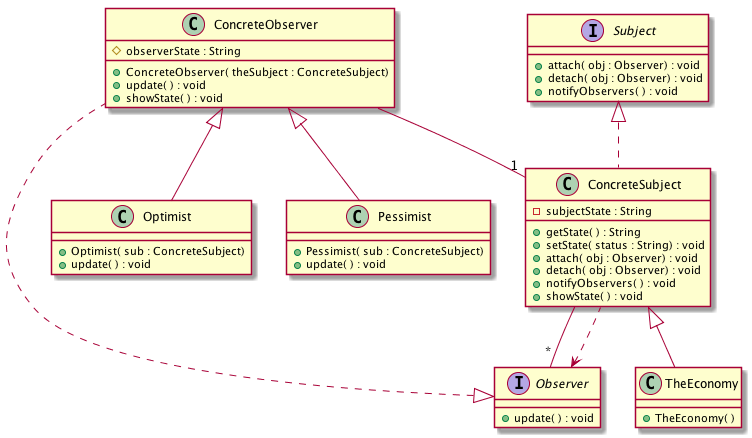 C ConcreteObserver
observerState : String
ConcreteObserver( theSubject : ConcreteSubject)
update( ) : void
showState( ) : void
I Subject
attach( obj : Observer) : void
detach( obj : Observer) : void
notifyObservers( ) : void
1
C Optimist
Optimist( sub : ConcreteSubject)
update( ) : void
C Pessimist
Pessimist( sub : ConcreteSubject)
update( ) : void
C ConcreteSubject
subjectState : String
getState( ) : String
setState( status : String) : void
attach( obj : Observer) : void
detach( obj : Observer) : void
notifyObservers( ) : void
showState( ) : void
*
I Observer
update( ) : void
C TheEconomy
TheEconomy( )